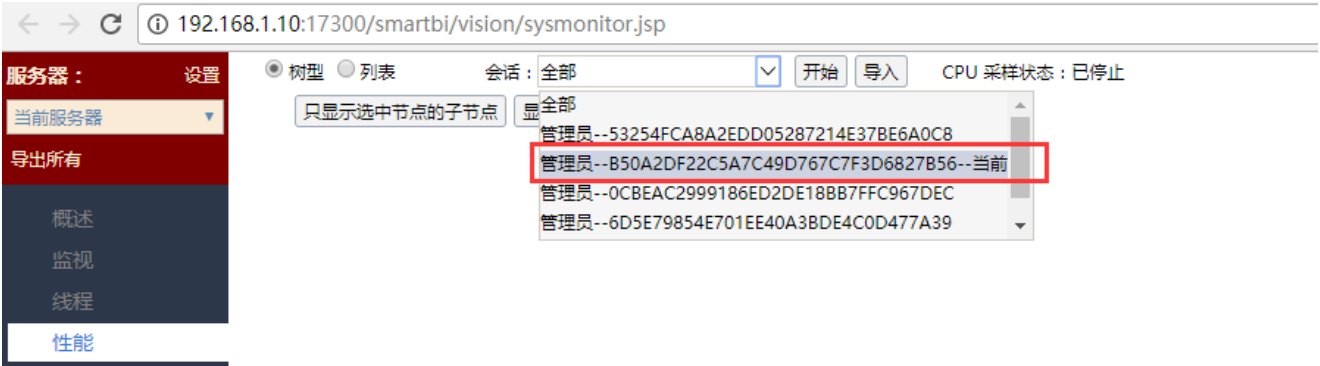 192.168.1.10:17300/smartbi/vision/sysmonitor.jsp
服务器： 设置
树型 列表 会话：全部 开始 导入 CPU 采样状态：已停止
当前服务器
只显示选中节点的子节点 显
全部
管理员--53254FCA8A2EDD05287214E37BE6A0C8
导出所有
管理员--B50A2DF22C5A7C49D767C7F3D6827B56--当前
管理员--0CBEAC2999186ED2DE18BB7FFC967DEC
概述
管理员--6D5E79854E701EE40A3BDE4C0D477A39
监视
线程
性能